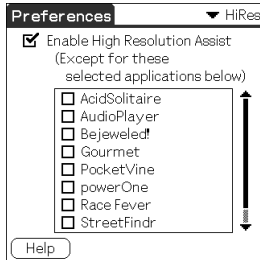 Preferences
HiRes
Enable High Resolution Assist
(Except for these
selected applications below)
AcidSolitaire
AudioPlayer
Bejeweled!
Gourmet
PocketVine
powerOne
Race Fever
StreetFindr
Help